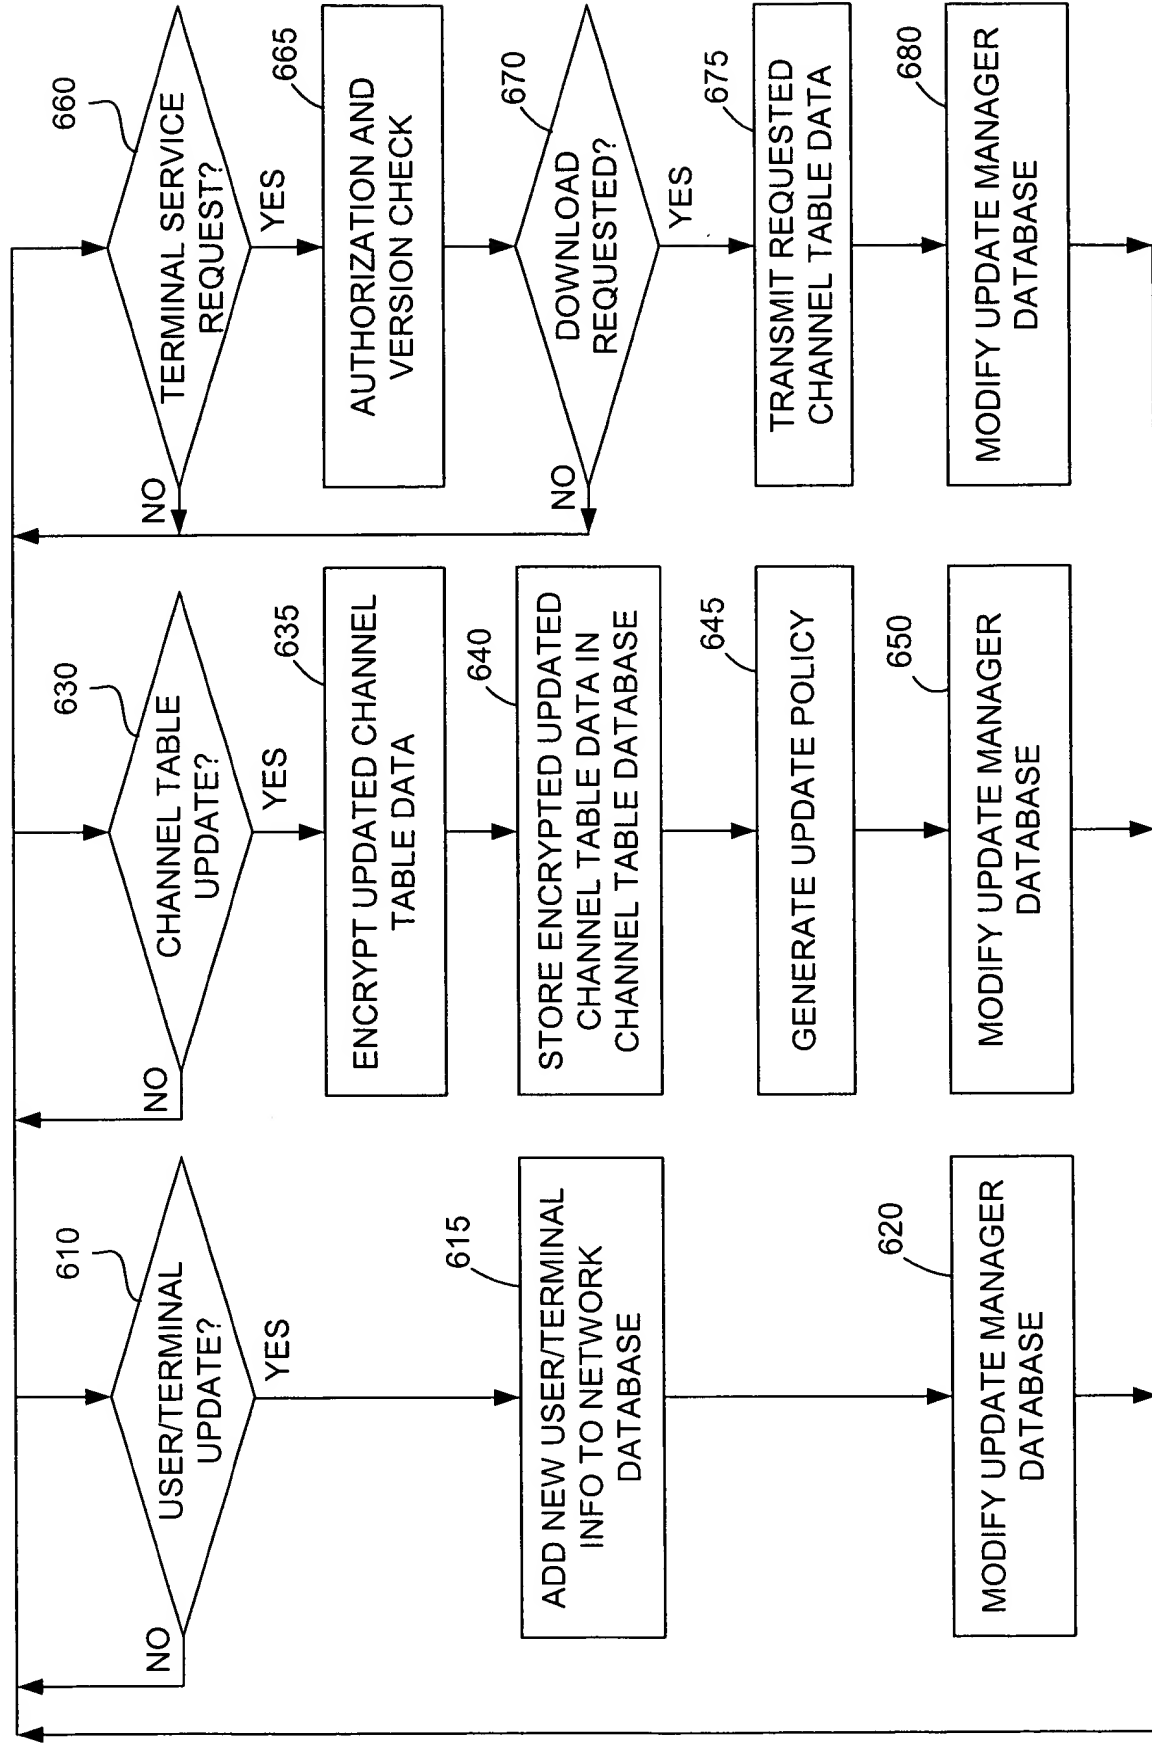 610
USER/TERMINAL
UPDATE?
NO
YES
615
ADD NEW USER/TERMINAL
INFO TO NETWORK
DATABASE
620
MODIFY UPDATE MANAGER
DATABASE
630
CHANNEL TABLE
UPDATE?
NO
YES
635
ENCRYPT UPDATED CHANNEL
TABLE DATA
640
STORE ENCRYPTED UPDATED
CHANNEL TABLE DATA IN
CHANNEL TABLE DATABASE
645
GENERATE UPDATE POLICY
650
MODIFY UPDATE MANAGER
DATABASE
660
TERMINAL SERVICE
REQUEST?
NO
YES
665
AUTHORIZATION AND
VERSION CHECK
670
DOWNLOAD
REQUESTED?
NO
YES
675
TRANSMIT REQUESTED
CHANNEL TABLE DATA
680
MODIFY UPDATE MANAGER
DATABASE